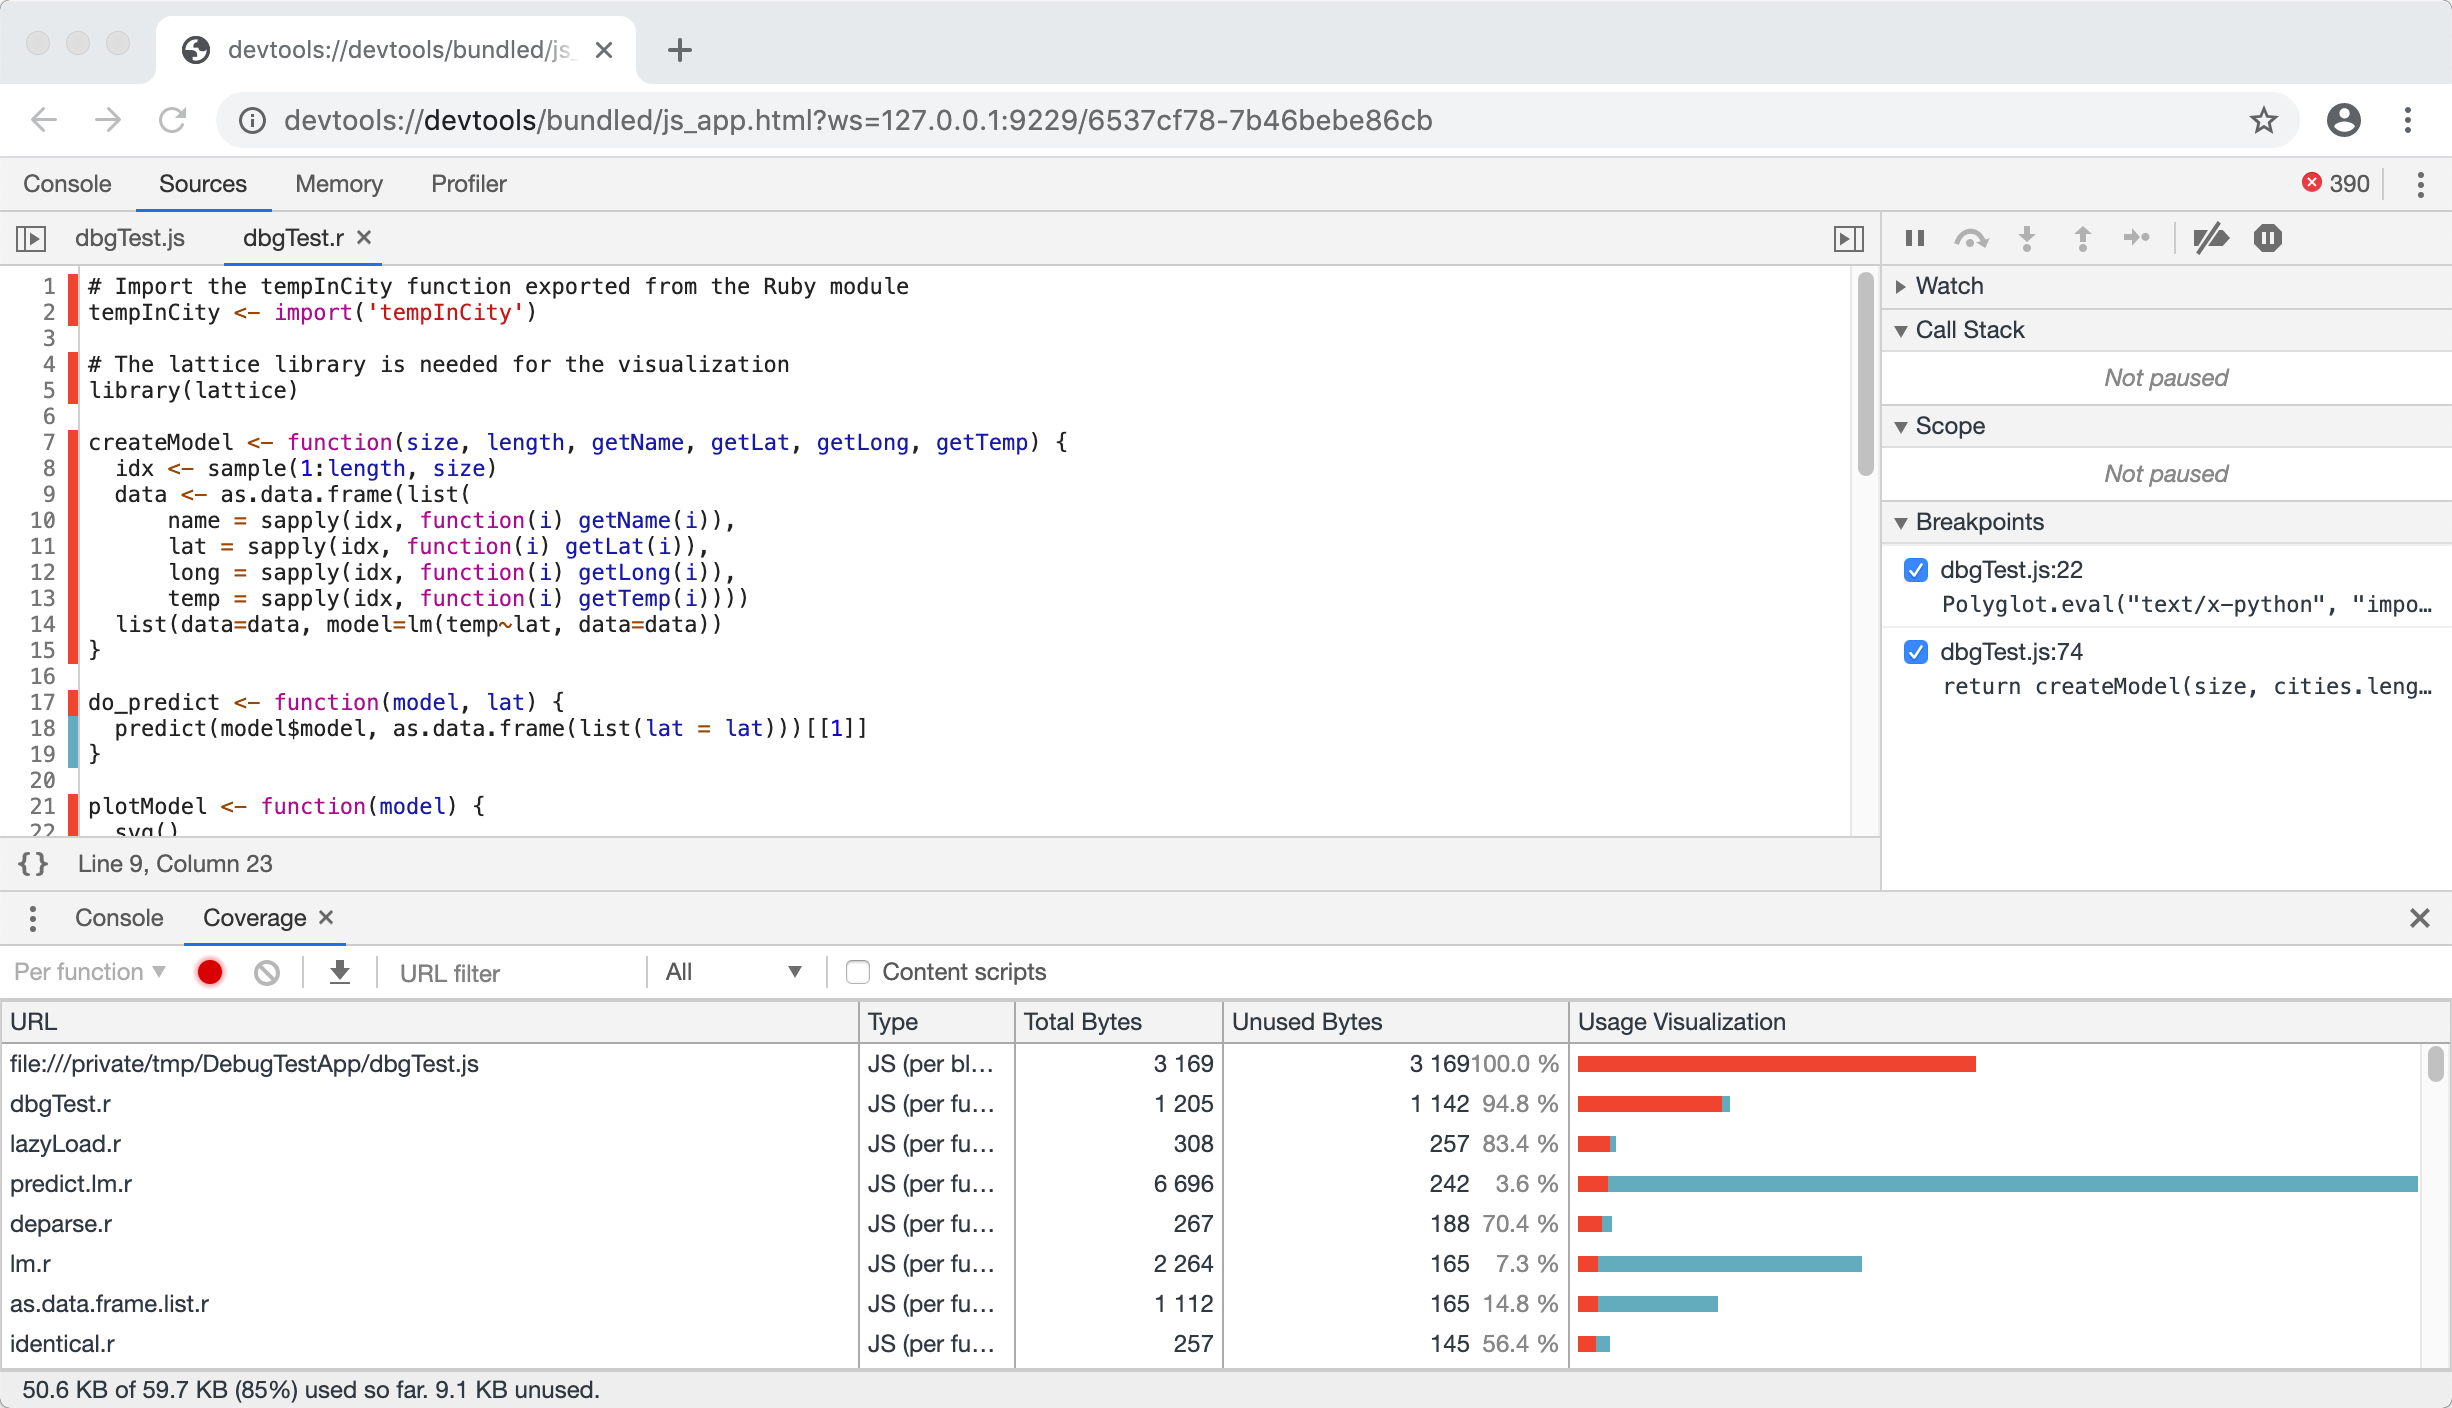 devtools://devtools/bundled/js_
devtools://devtools/bundled/js_app.html?ws=127.0.0.1:9229/6537cf78-7b46bebe86cb
Console Sources Memory Profiler 390
dbgTest.js dbgTest.r
1 # Import the tempInCity function exported from the Ruby module
2 tempInCity <- import('tempInCity')
3
4 # The lattice library is needed for the visualization
5 library(lattice)
6
7 createModel <- function(size, length, getName, getLat, getLong, getTemp) {
8 idx <- sample(1:length, size)
9 data <- as.data.frame(list(
10 name = sapply(idx, function(i) getName(i)),
11 lat = sapply(idx, function(i) getLat(i)),
12 long = sapply(idx, function(i) getLong(i)),
13 temp = sapply(idx, function(i) getTemp(i))))
14 list(data=data, model=lm(temp~lat, data=data))
15 }
16
17 do_predict <- function(model, lat) {
18 predict(model$model, as.data.frame(list(lat = lat)))[[1]]
19 }
20
21 plotModel <- function(model) {
22 svg()
{} Line 9, Column 23
Watch
Call Stack
Not paused
Scope
Not paused
Breakpoints
dbgTest.js:22
Polyglot.eval("text/x-python", "impo…
dbgTest.js:74
return createModel(size, cities.leng…
Console Coverage
Per function URL filter All Content scripts
URL Type Total Bytes Unused Bytes Usage Visualization
file:///private/tmp/DebugTestApp/dbgTest.js JS (per bl… 3 169 3 169 100.0 %
dbgTest.r JS (per fu… 1 205 1 142 94.8 %
lazyLoad.r JS (per fu… 308 257 83.4 %
predict.lm.r JS (per fu… 6 696 242 3.6 %
deparse.r JS (per fu… 267 188 70.4 %
lm.r JS (per fu… 2 264 165 7.3 %
as.data.frame.list.r JS (per fu… 1 112 165 14.8 %
identical.r JS (per fu… 257 145 56.4 %
50.6 KB of 59.7 KB (85%) used so far. 9.1 KB unused.